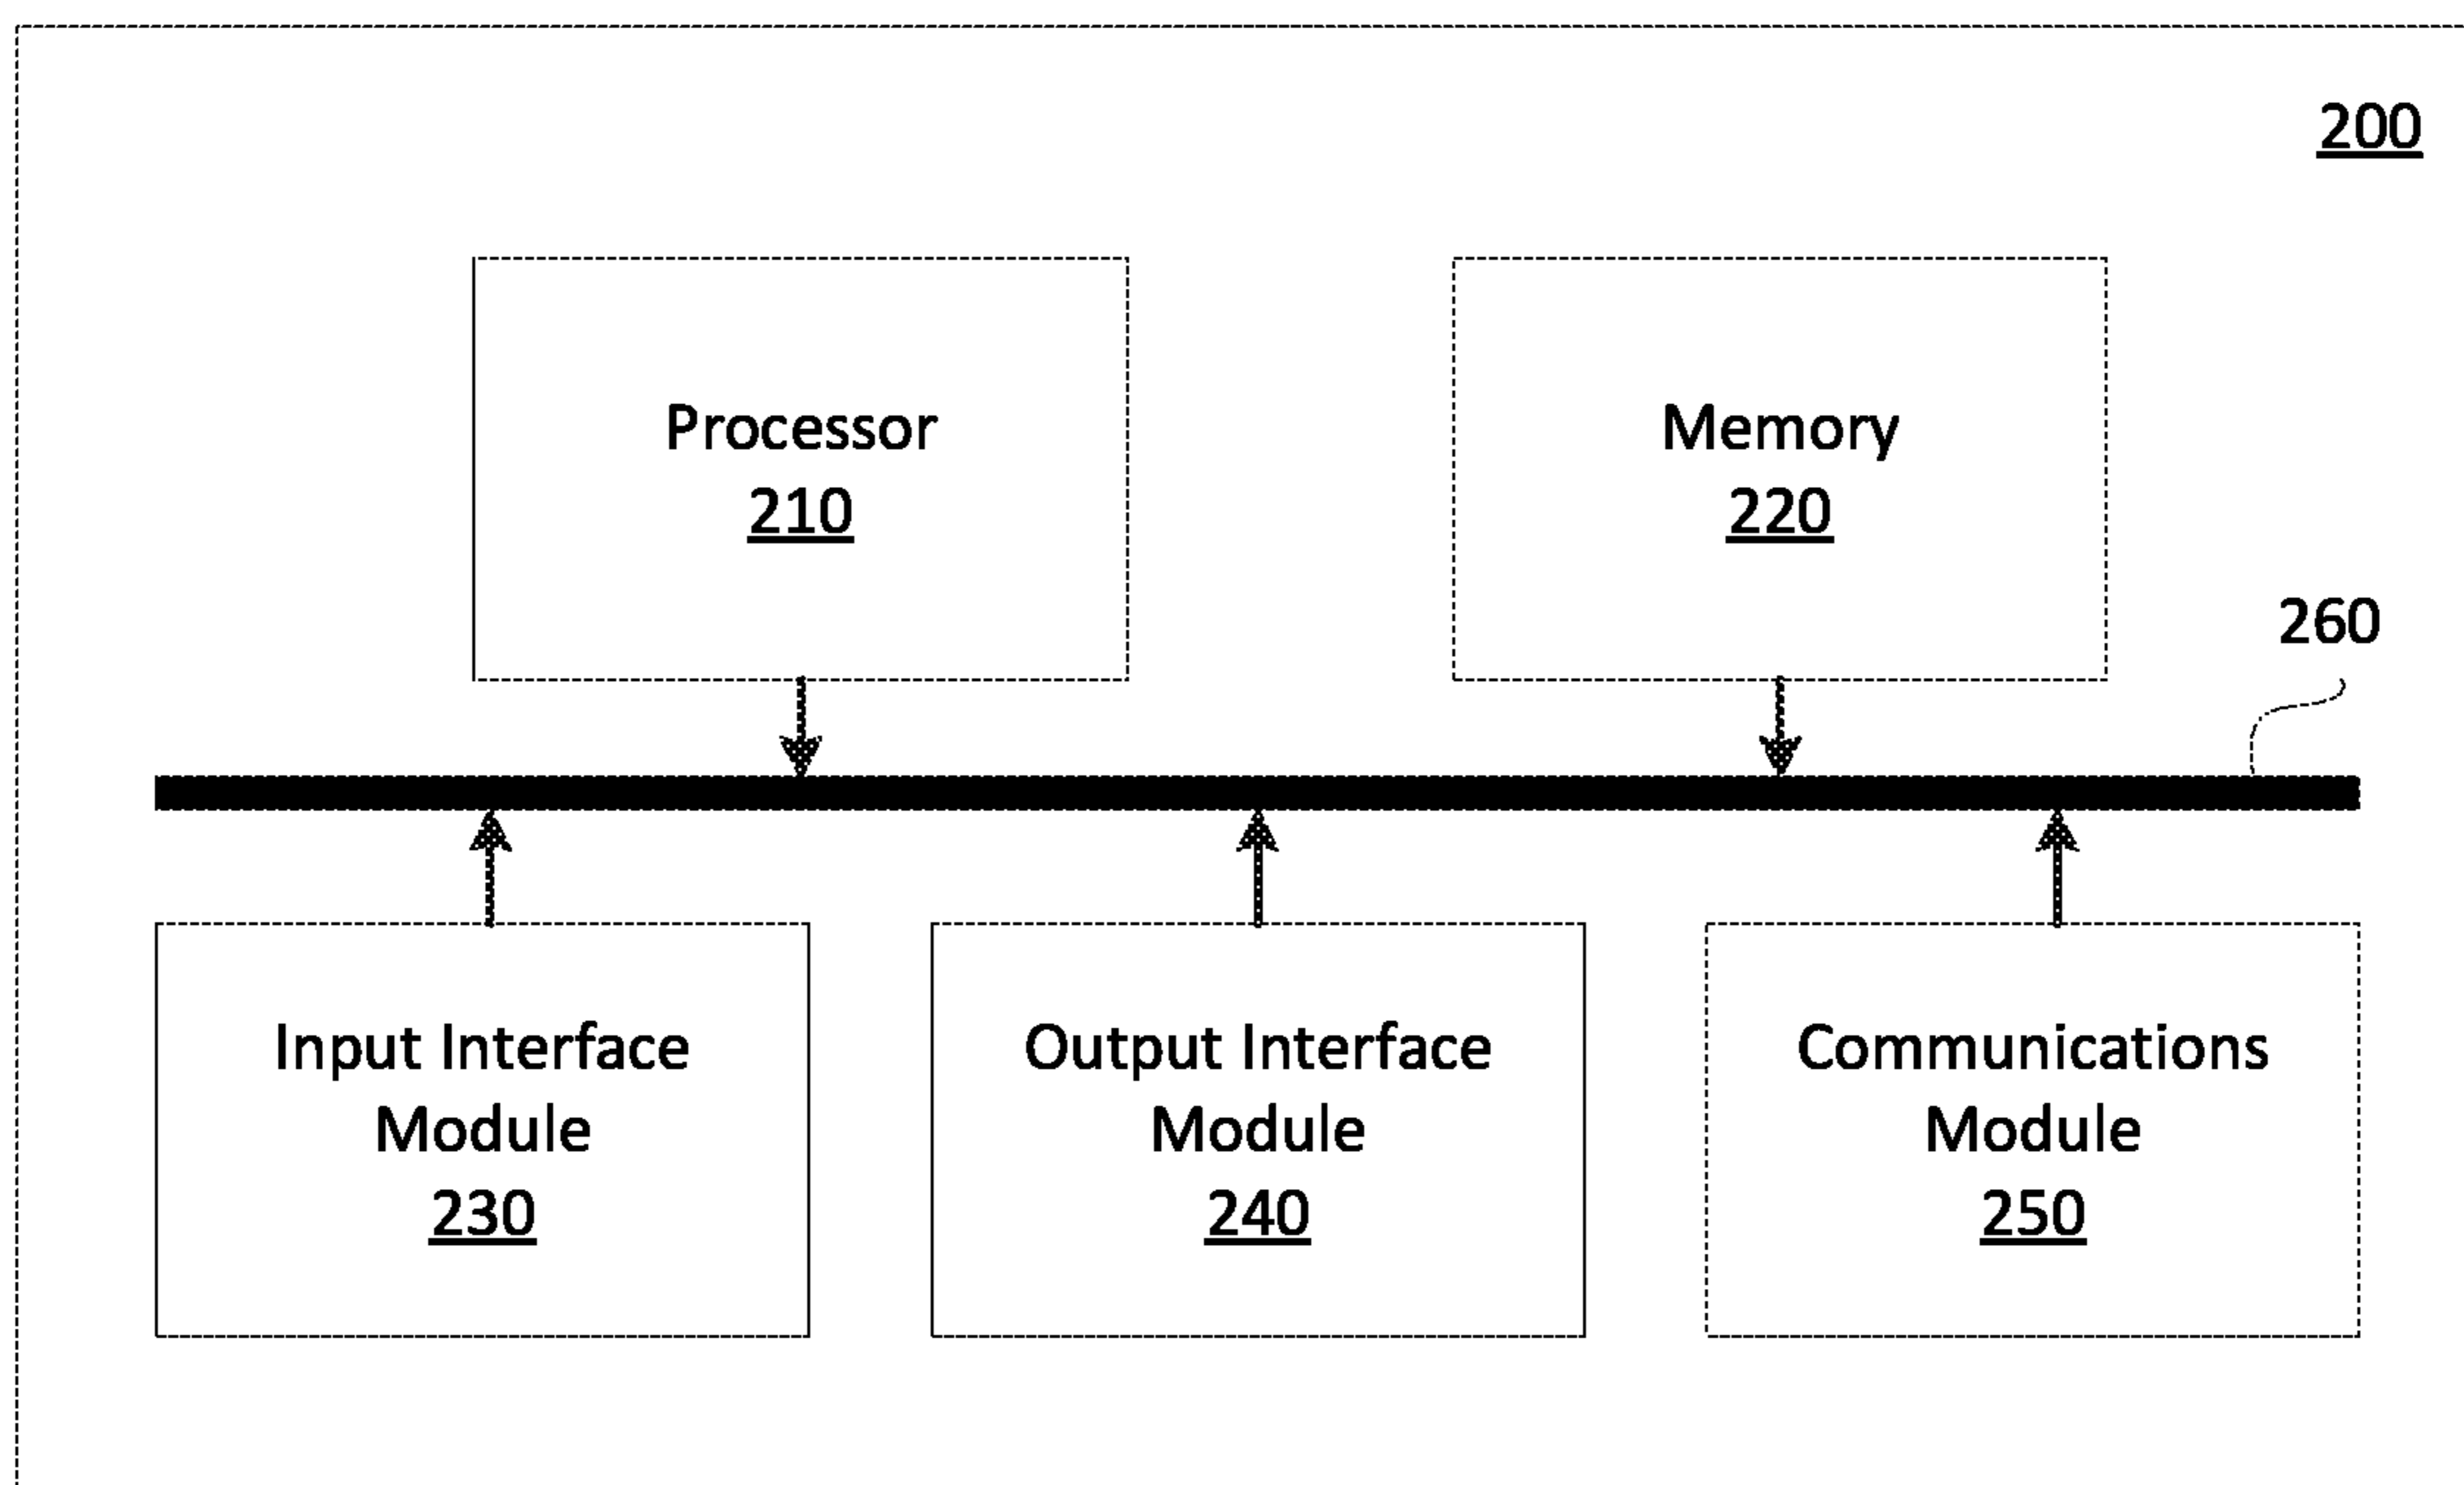 200
Processor
210
Memory
220
260
Input Interface
Module
230
Output Interface
Module
240
Communications
Module
250